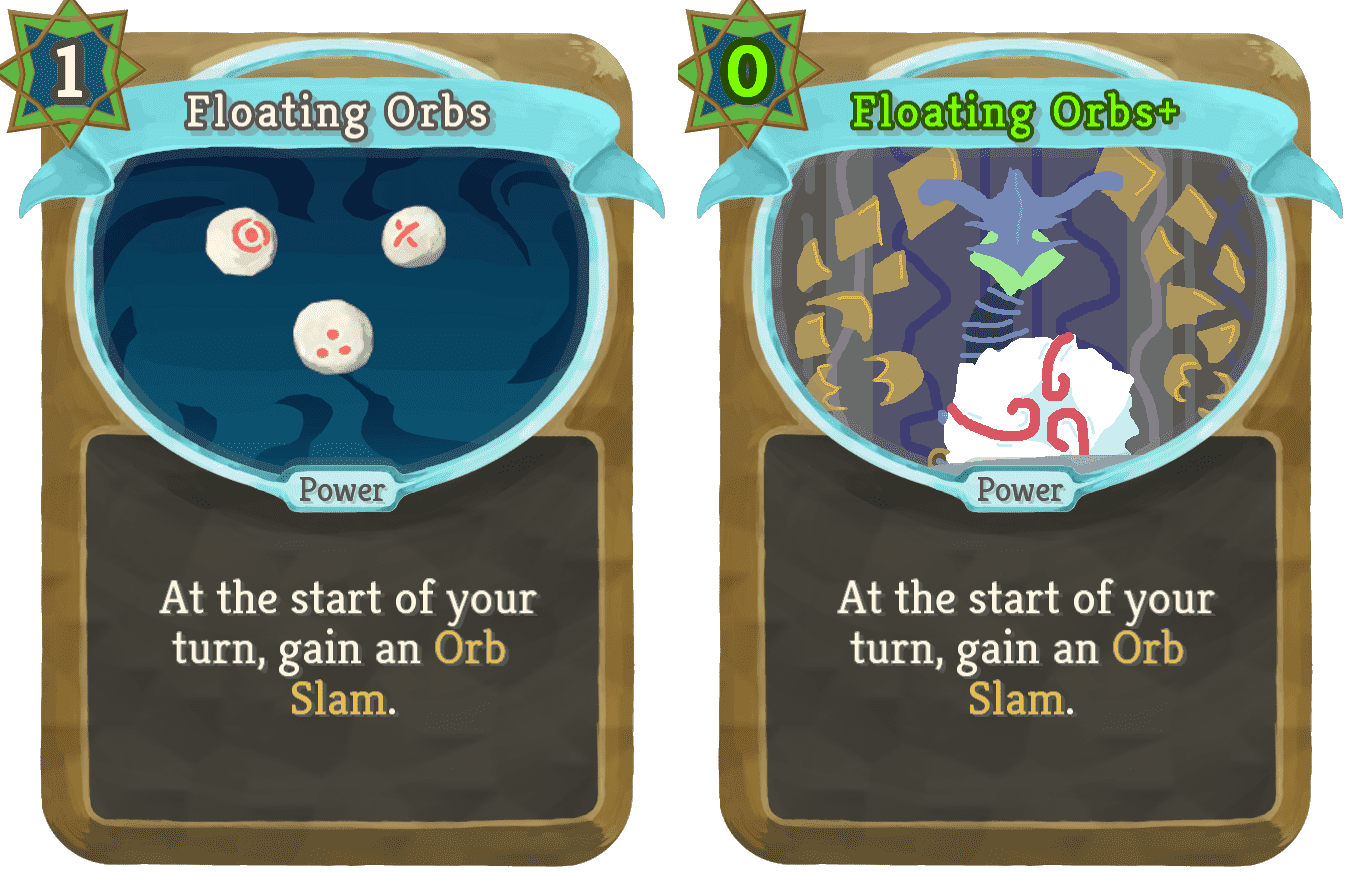 1
Floating Orbs
Power
At the start of your
turn, gain an Orb
Slam.
0
Floating Orbs+
Power
At the start of your
turn, gain an Orb
Slam.